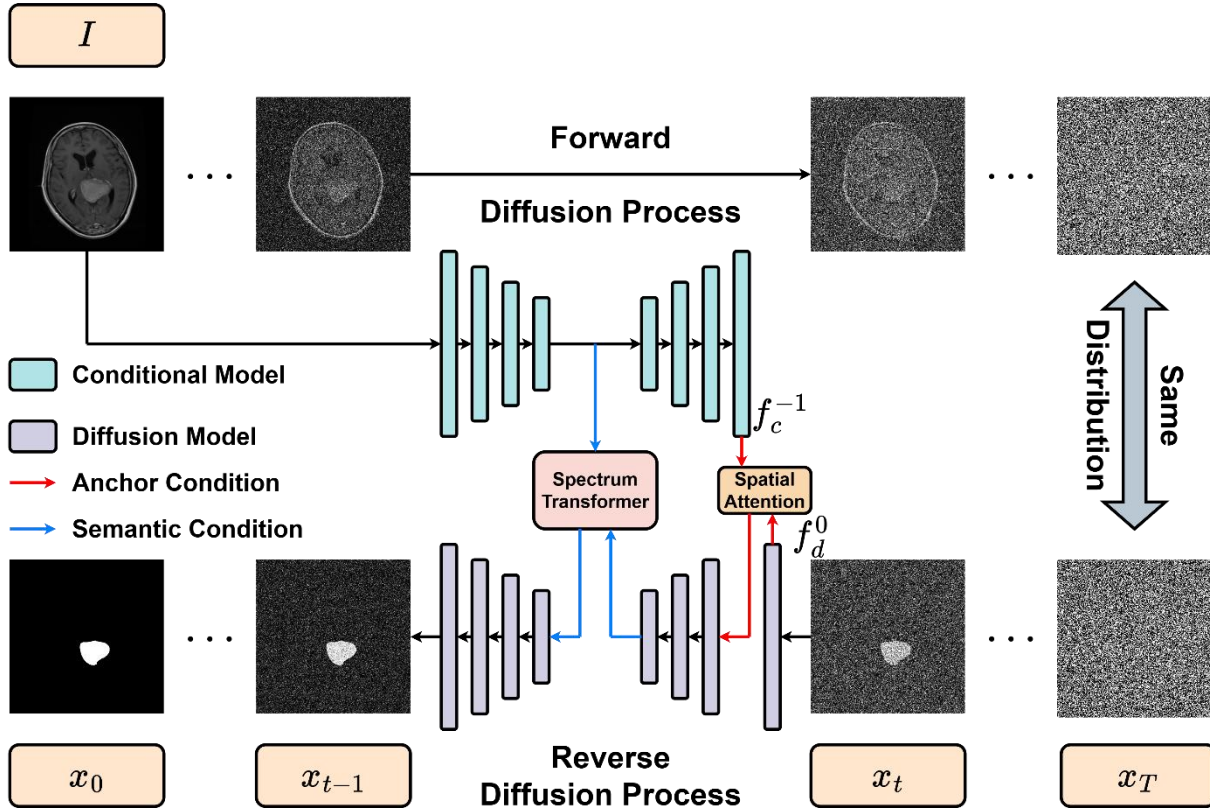 I
. . .
Forward
Diffusion Process
. . .
Conditional Model
Diffusion Model
Anchor Condition
Semantic Condition
f_c^{-1}
Spectrum
Transformer
Spatial
Attention
f_d^0
Same
Distribution
. . .
. . .
Reverse
Diffusion Process
x_0
x_{t-1}
x_t
x_T